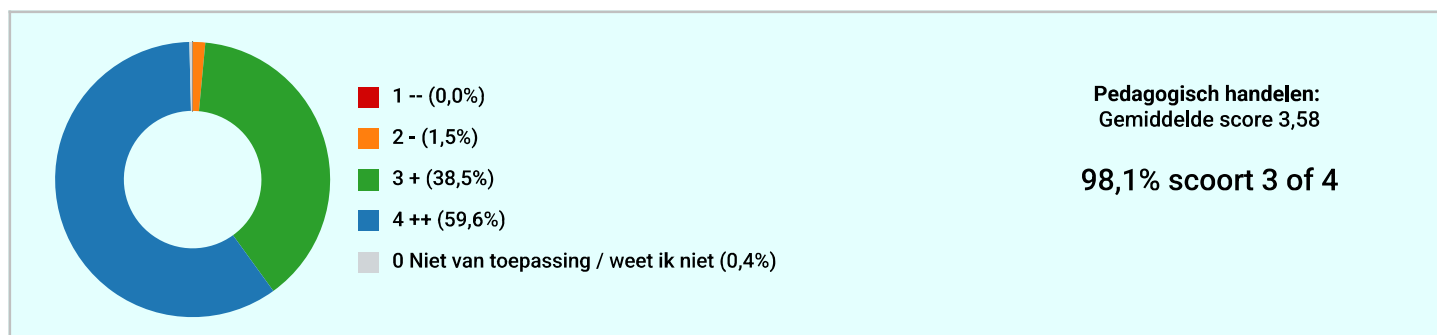 1 -- (0,0%)
2 - (1,5%)
3 + (38,5%)
4 ++ (59,6%)
0 Niet van toepassing / weet ik niet (0,4%)
Pedagogisch handelen:
Gemiddelde score 3,58
98,1% scoort 3 of 4